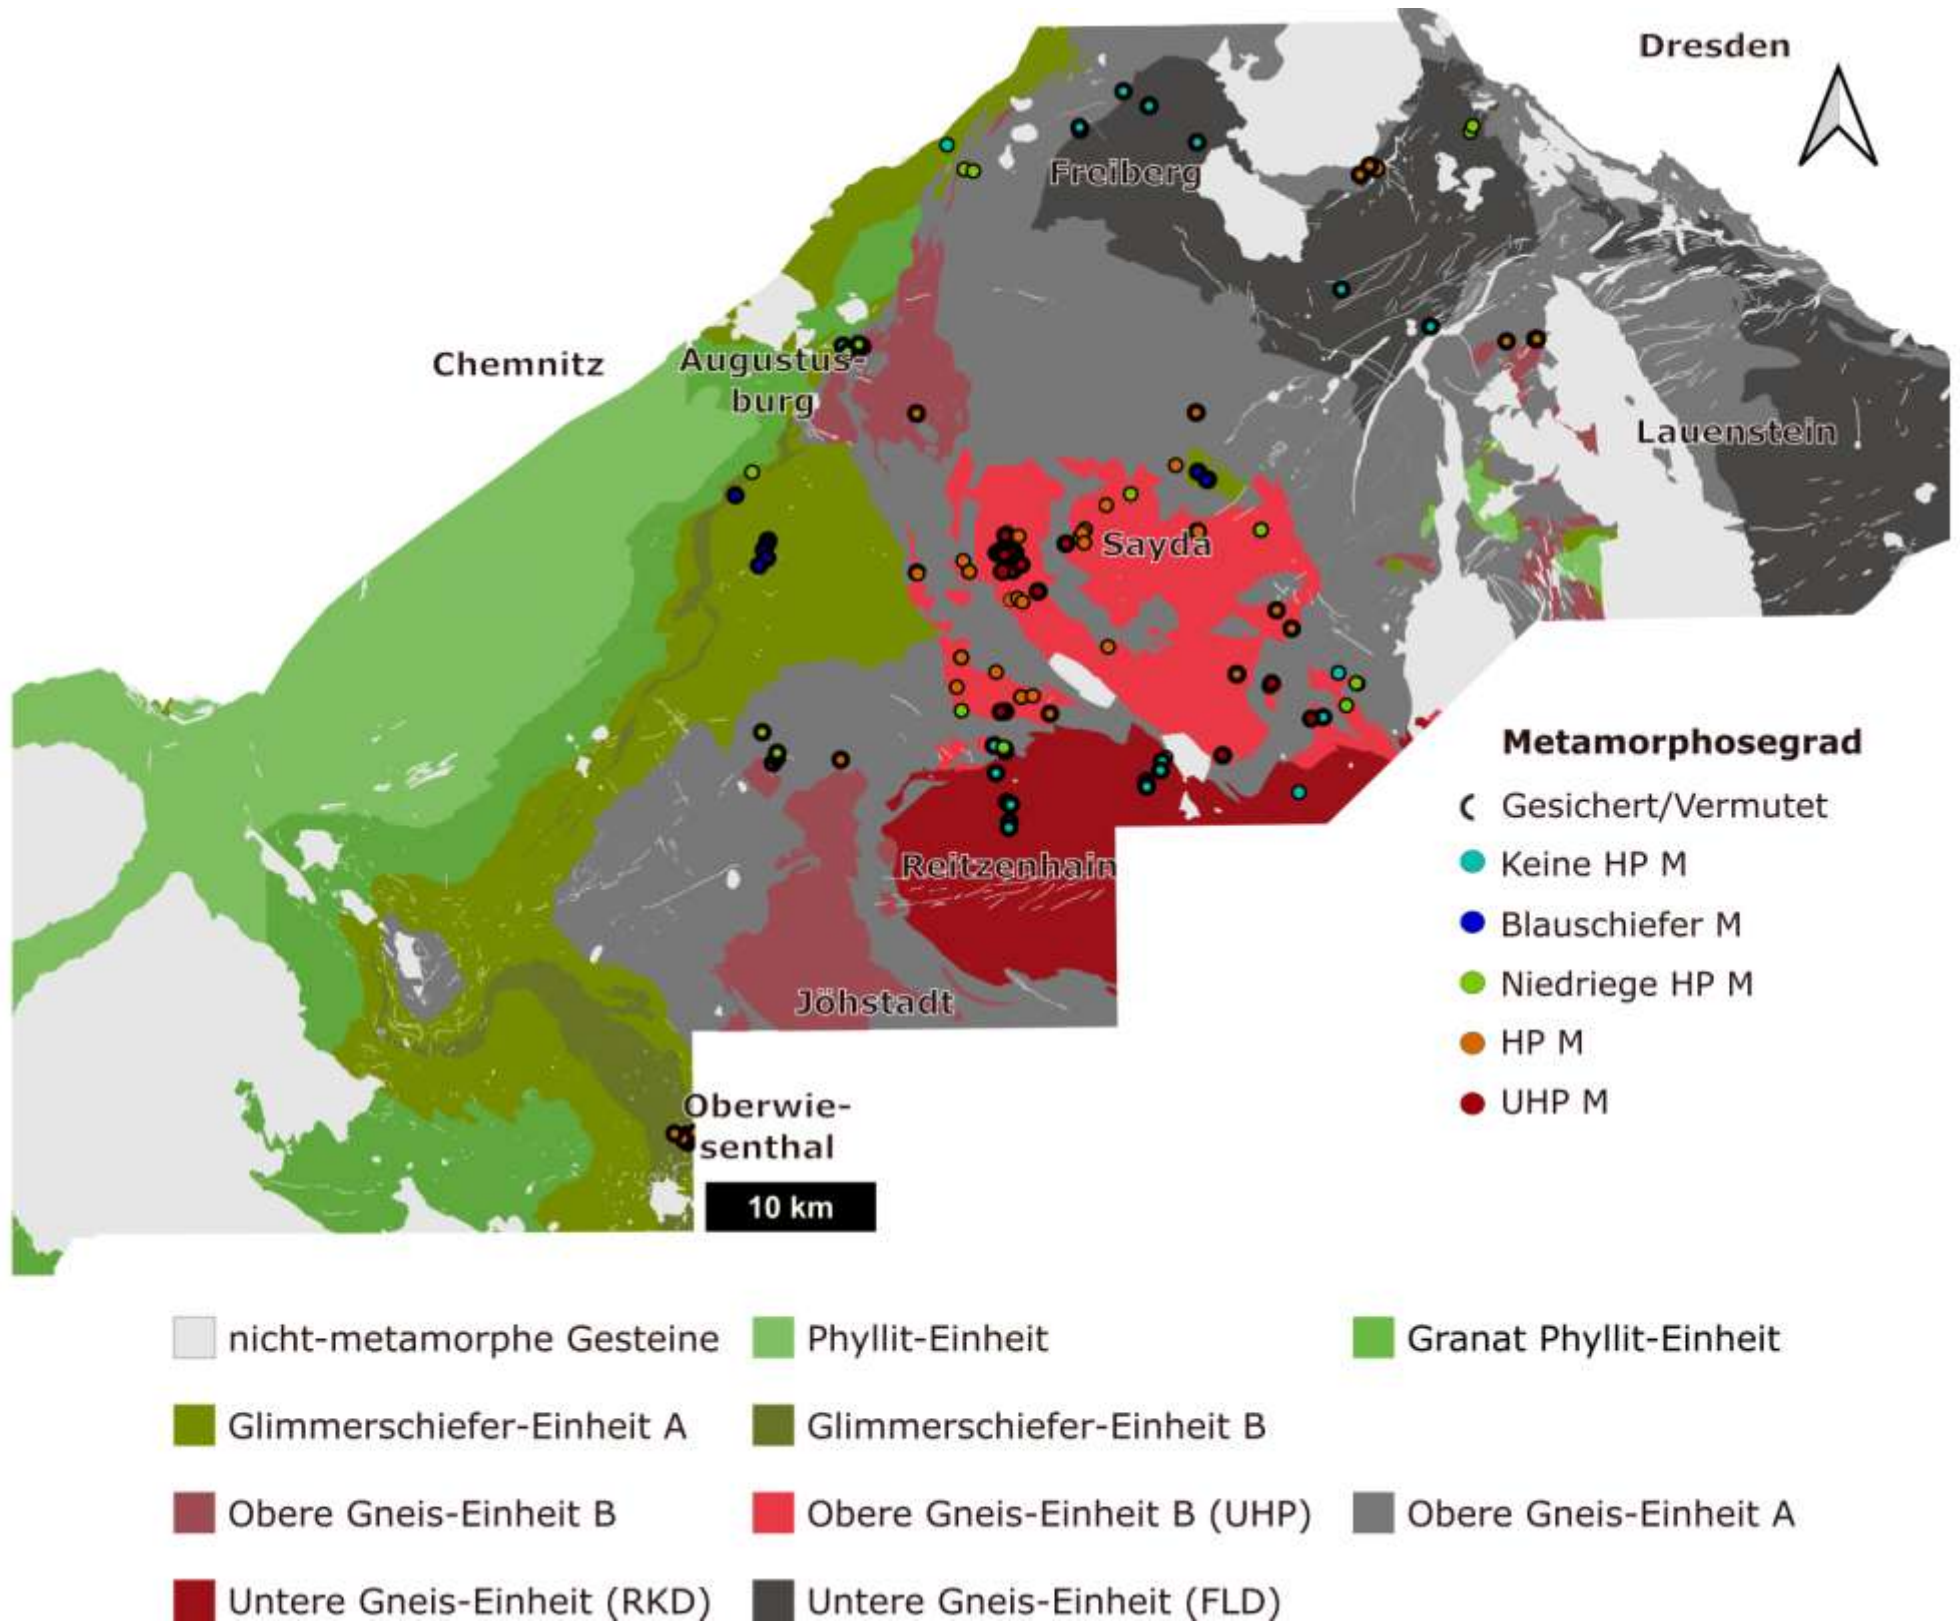 Dresden
Freiberg
Chemnitz
Augustus-
burg
Lauenstein
Sayda
Reitzenhain
Jöhstadt
Oberwie-
senthal
10 km
Metamorphosegrad
Gesichert/Vermutet
Keine HP M
Blauschiefer M
Niedriege HP M
HP M
UHP M
nicht-metamorphe Gesteine
Phyllit-Einheit
Granat Phyllit-Einheit
Glimmerschiefer-Einheit A
Glimmerschiefer-Einheit B
Obere Gneis-Einheit B
Obere Gneis-Einheit B (UHP)
Obere Gneis-Einheit A
Untere Gneis-Einheit (RKD)
Untere Gneis-Einheit (FLD)